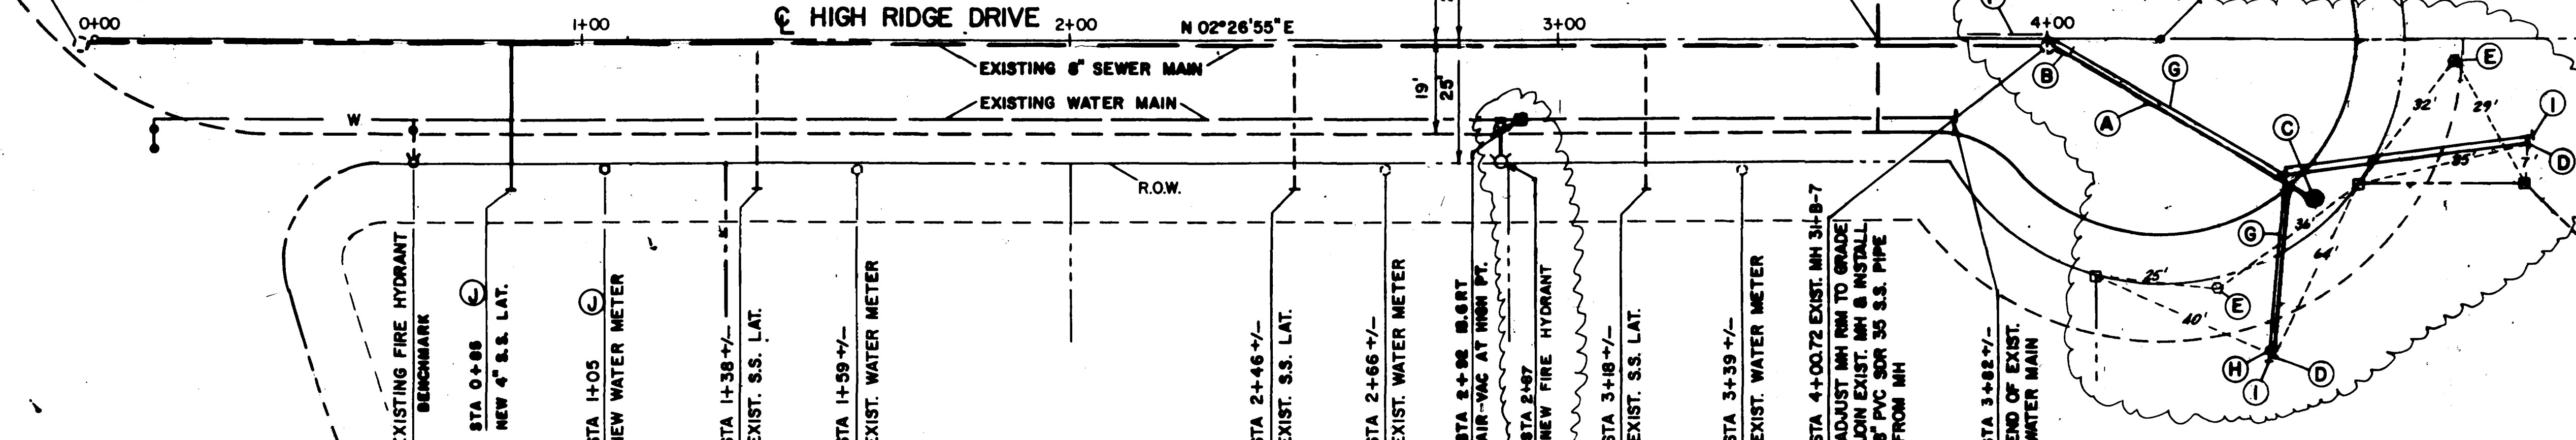 0+00
1+00
℄ HIGH RIDGE DRIVE
2+00
N 02°26'55" E
3+00
4+00
EXISTING 8" SEWER MAIN
EXISTING WATER MAIN
W
19'
25'
R.O.W.
B
G
A
C
E
32'
29'
I
D
85'
7'
36'
G
64'
25'
E
40'
H
I
D
EXISTING FIRE HYDRANT
BENCHMARK
STA 0+86
NEW 4" S.S. LAT.
J
STA 1+05
NEW WATER METER
J
STA 1+38+/-
EXIST. S.S. LAT.
STA 1+59+/-
EXIST. WATER METER
STA 2+46+/-
EXIST. S.S. LAT.
STA 2+66+/-
EXIST. WATER METER
STA 2+92 18.6 RT
AIR-VAC AT HIGH PT.
STA 2+87
NEW FIRE HYDRANT
STA 3+18+/-
EXIST. S.S. LAT.
STA 3+39+/-
EXIST. WATER METER
STA 4+00.72 EXIST. MH 31-B-7
ADJUST MH RIM TO GRADE
JOIN EXIST. MH & INSTALL
8" PVC SDR 35 S.S. PIPE
FROM MH
STA 3+82+/-
END OF EXIST.
WATER MAIN